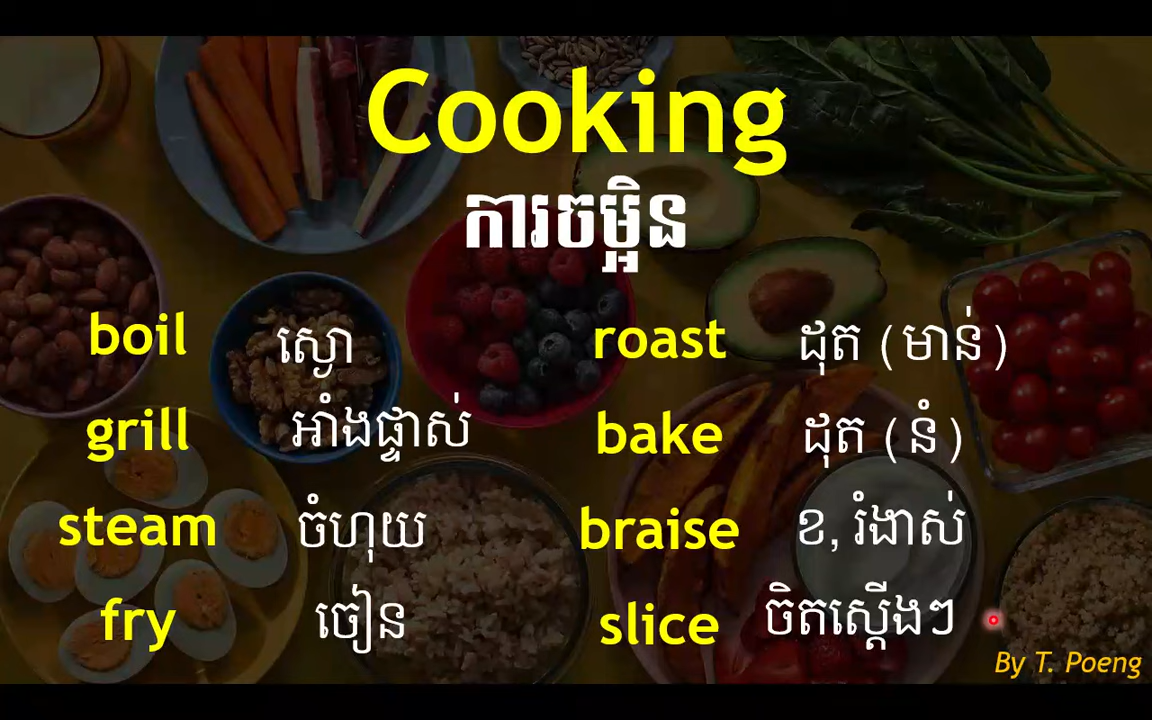 Cooking
ការចម្អិន
boil ស្ងោ roast ដុត (មាន់)
grill អាំងផ្ទាស់ bake ដុត (នំ)
steam ចំហុយ braise ខ, រំងាស់
fry ចៀន slice ចិតស្ដើងៗ
By T. Poeng